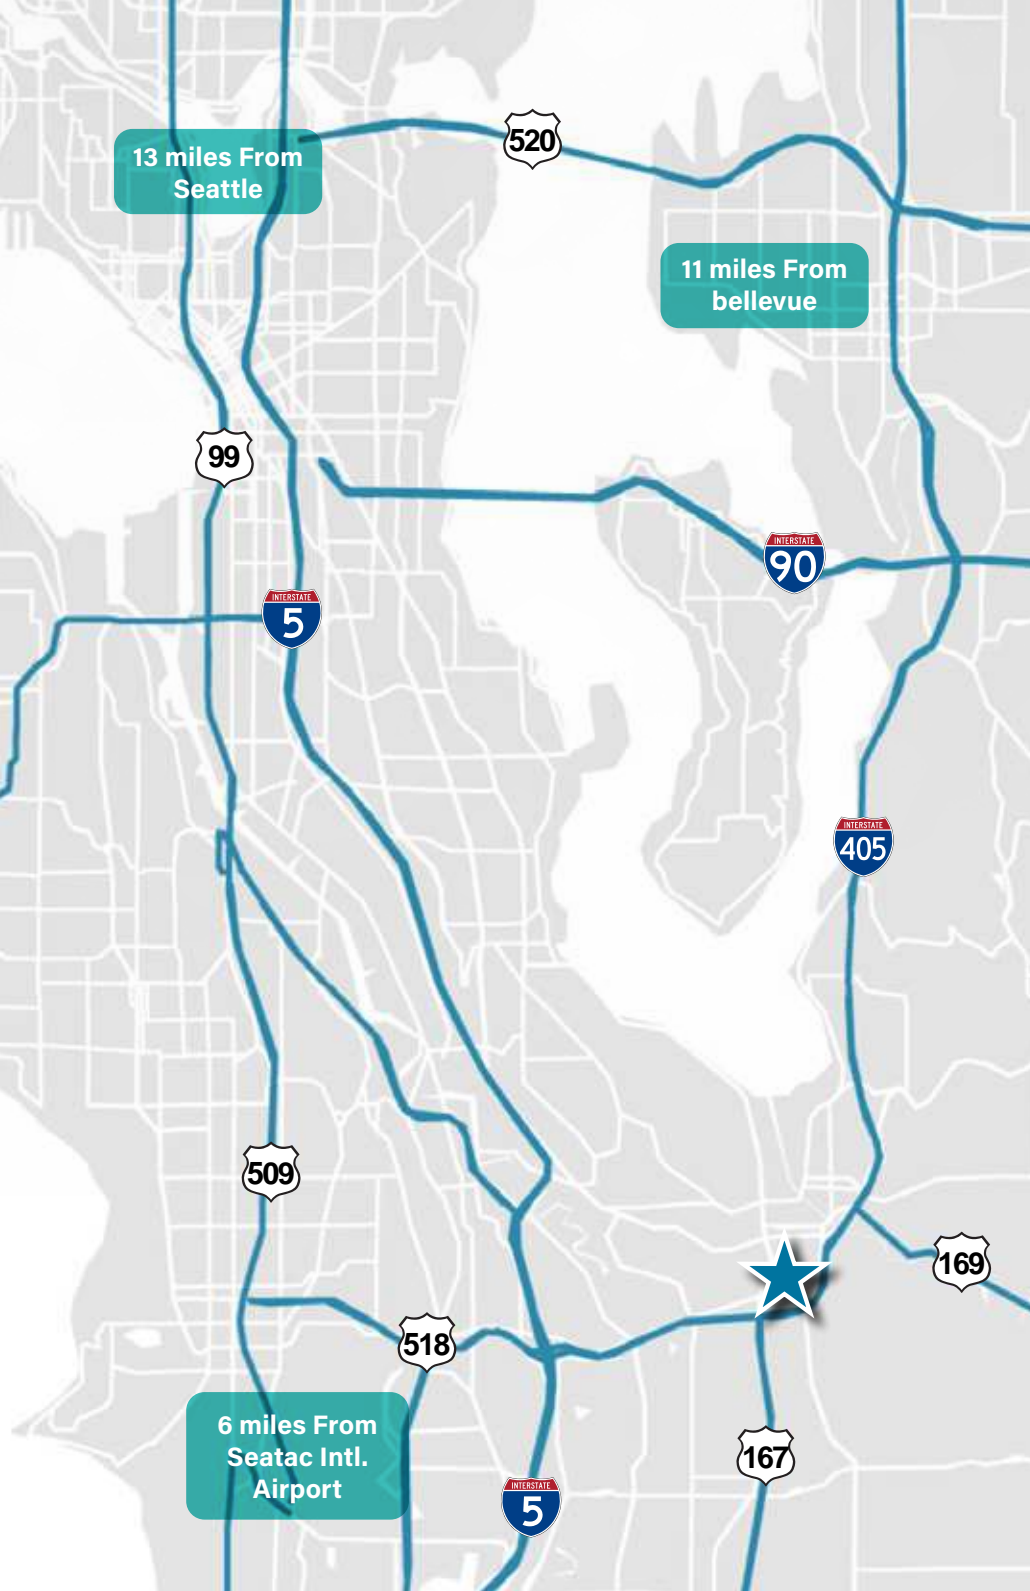 520
13 miles From
Seattle
11 miles From
bellevue
99
INTERSTATE
90
INTERSTATE
5
INTERSTATE
405
509
169
518
6 miles From
Seatac Intl.
Airport
167
INTERSTATE
5